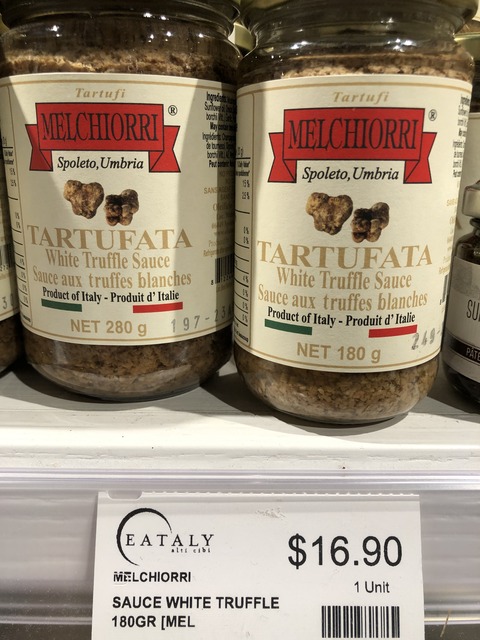 Tartufi
MELCHIORRI®
Spoleto, Umbria
TARTUFATA
White Truffle Sauce
Sauce aux truffes blanches
Product of Italy - Produit d' Italie
NET 280 g
197-
Tartufi
MELCHIORRI®
Spoleto, Umbria
TARTUFATA
White Truffle Sauce
Sauce aux truffes blanches
Product of Italy - Produit d' Italie
NET 180 g
249-
EATALY
alti cibi
$16.90
1 Unit
MELCHIORRI
SAUCE WHITE TRUFFLE
180GR [MEL